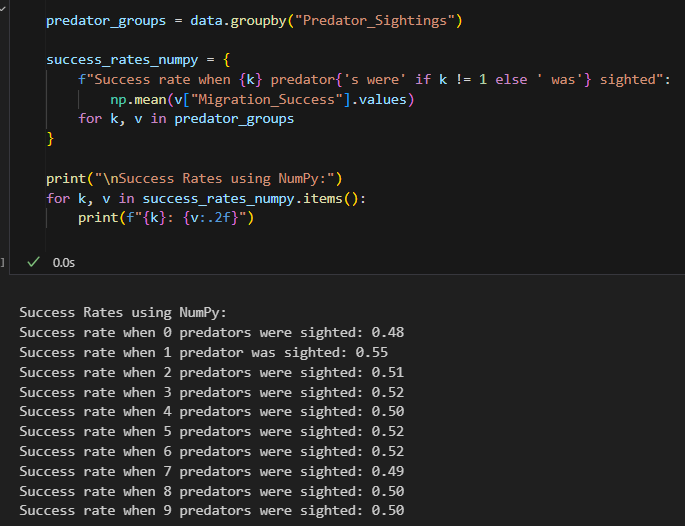 predator_groups = data.groupby("Predator_Sightings")
success_rates_numpy = {
f"Success rate when {k} predator{'s were' if k != 1 else ' was'} sighted":
np.mean(v["Migration_Success"].values)
for k, v in predator_groups
}
print("\nSuccess Rates using NumPy:")
for k, v in success_rates_numpy.items():
print(f"{k}: {v:.2f}")
] 0.0s
Success Rates using NumPy:
Success rate when 0 predators were sighted: 0.48
Success rate when 1 predator was sighted: 0.55
Success rate when 2 predators were sighted: 0.51
Success rate when 3 predators were sighted: 0.52
Success rate when 4 predators were sighted: 0.50
Success rate when 5 predators were sighted: 0.52
Success rate when 6 predators were sighted: 0.52
Success rate when 7 predators were sighted: 0.49
Success rate when 8 predators were sighted: 0.50
Success rate when 9 predators were sighted: 0.50